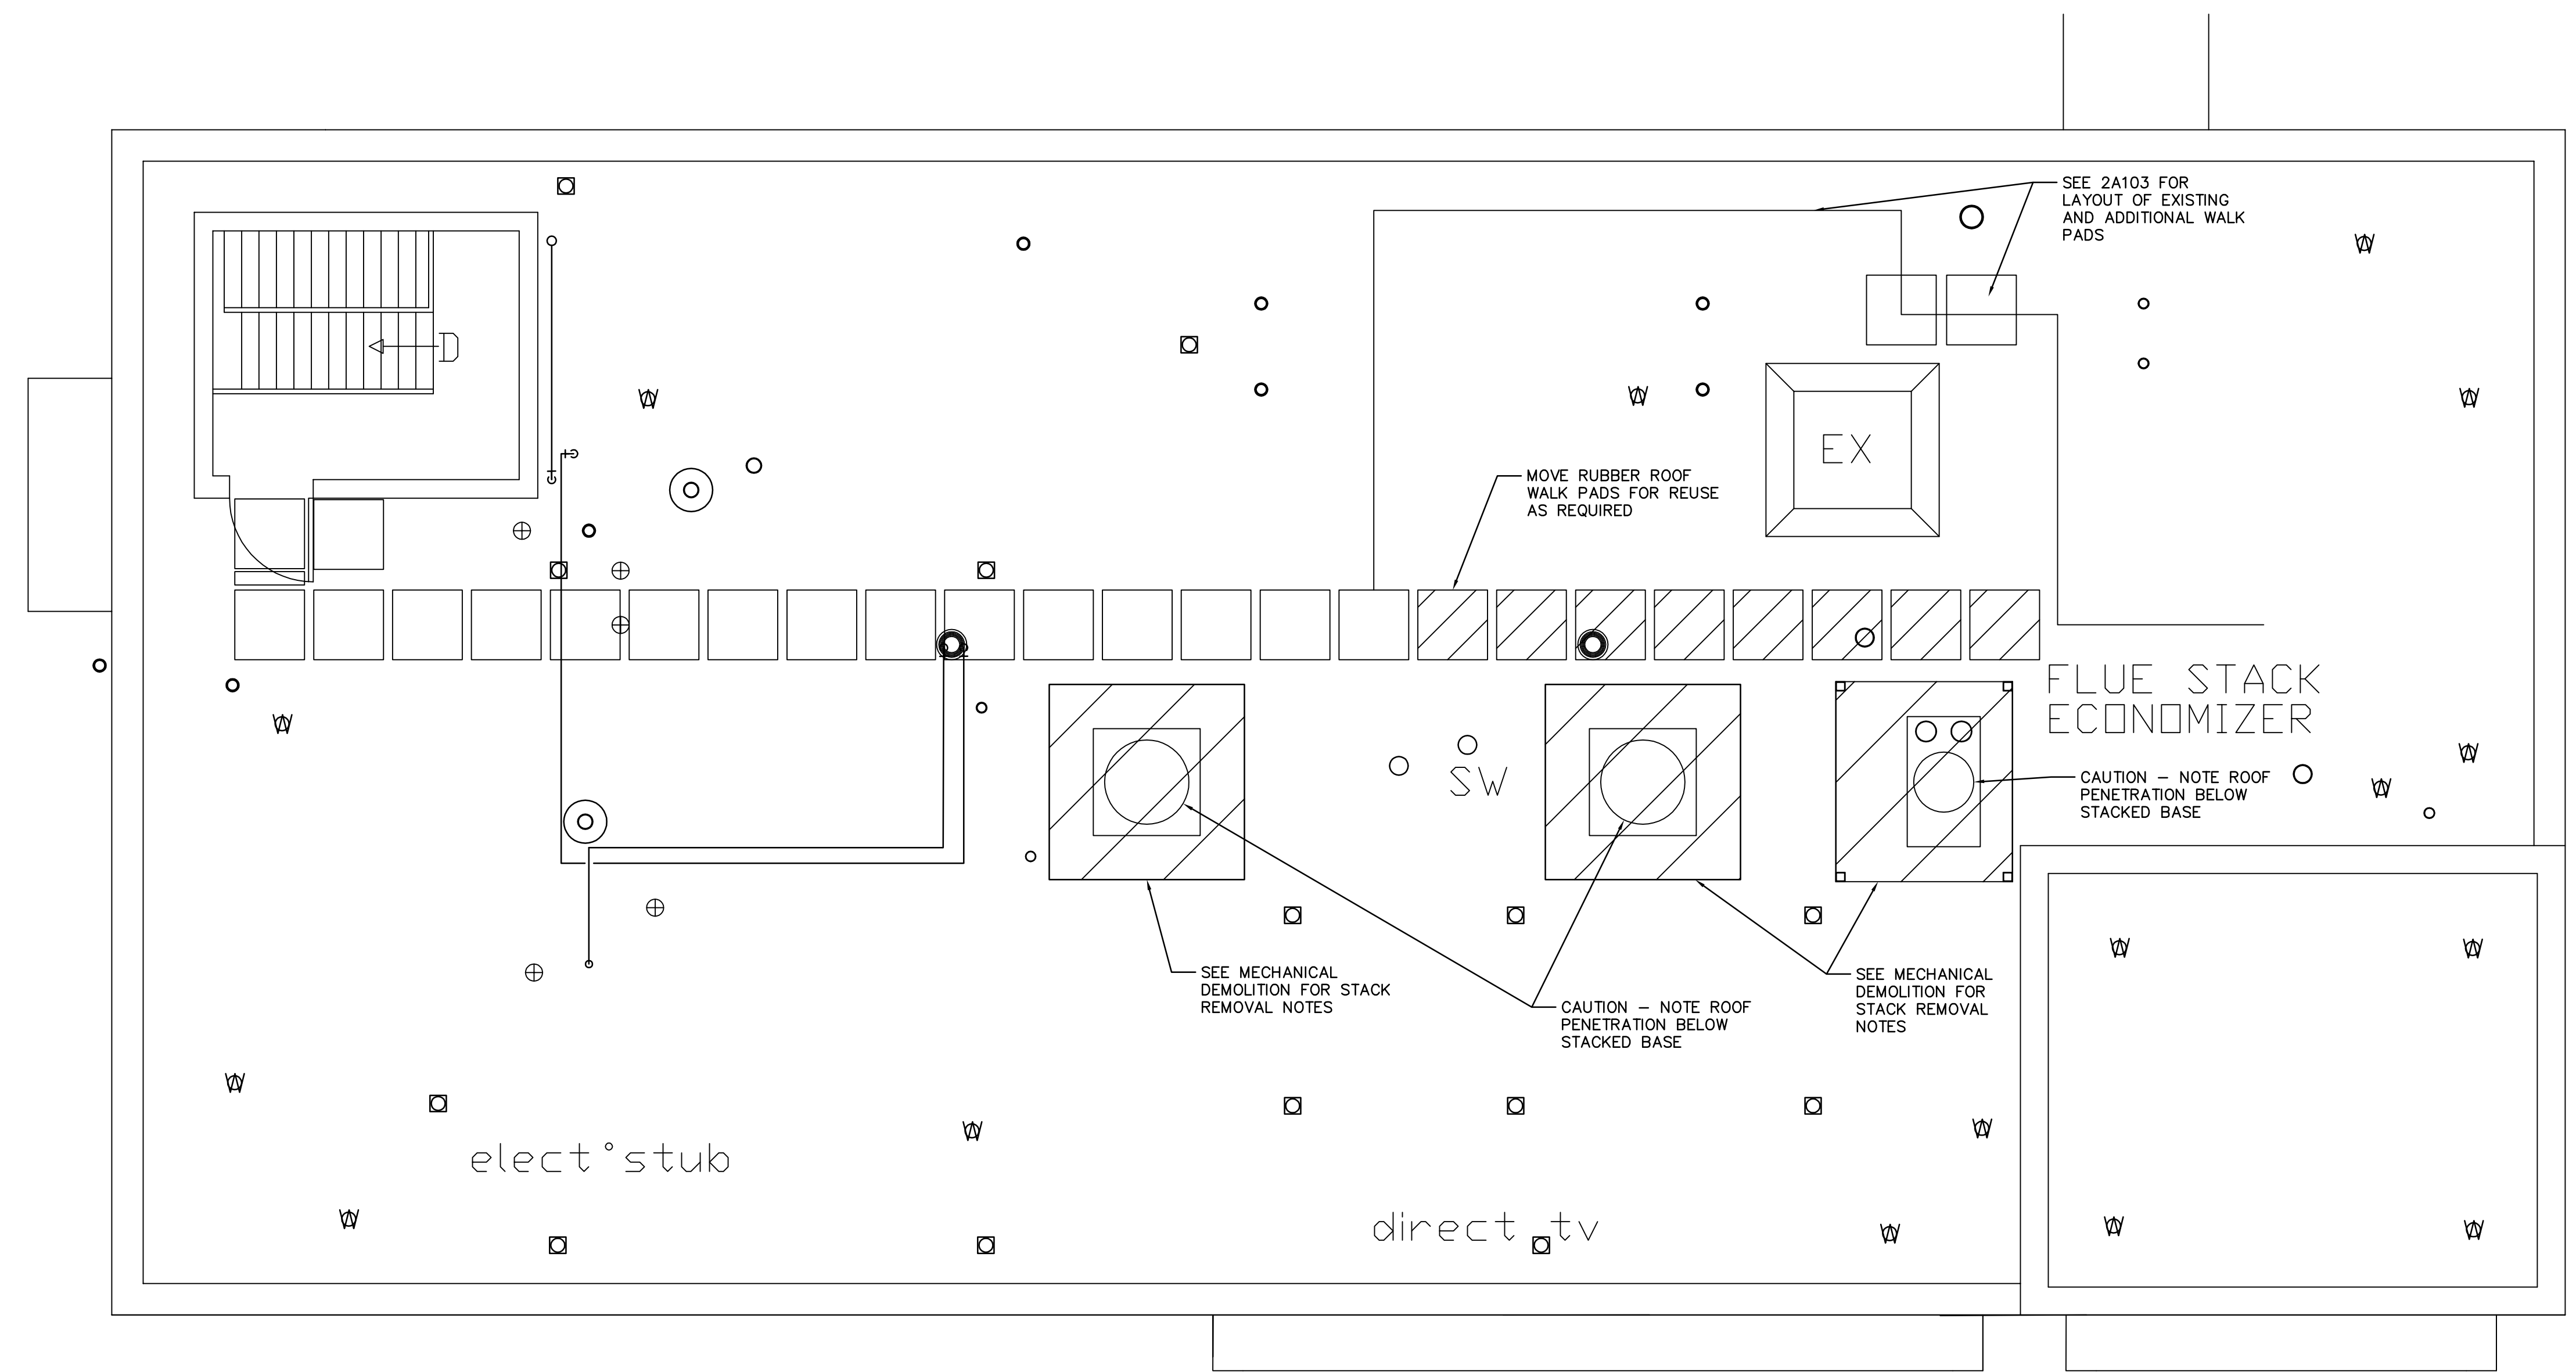 SEE 2A103 FOR
LAYOUT OF EXISTING
AND ADDITIONAL WALK
PADS
W
D
W
W
W
EX
MOVE RUBBER ROOF
WALK PADS FOR REUSE
AS REQUIRED
FLUE STACK
ECONOMIZER
W
SW
W
CAUTION – NOTE ROOF
PENETRATION BELOW
STACKED BASE
W
W
W
SEE MECHANICAL
DEMOLITION FOR STACK
REMOVAL NOTES
SEE MECHANICAL
DEMOLITION FOR
STACK REMOVAL
NOTES
CAUTION – NOTE ROOF
PENETRATION BELOW
STACKED BASE
W
W
W
elect°stub
W
direct tv
W
W
W